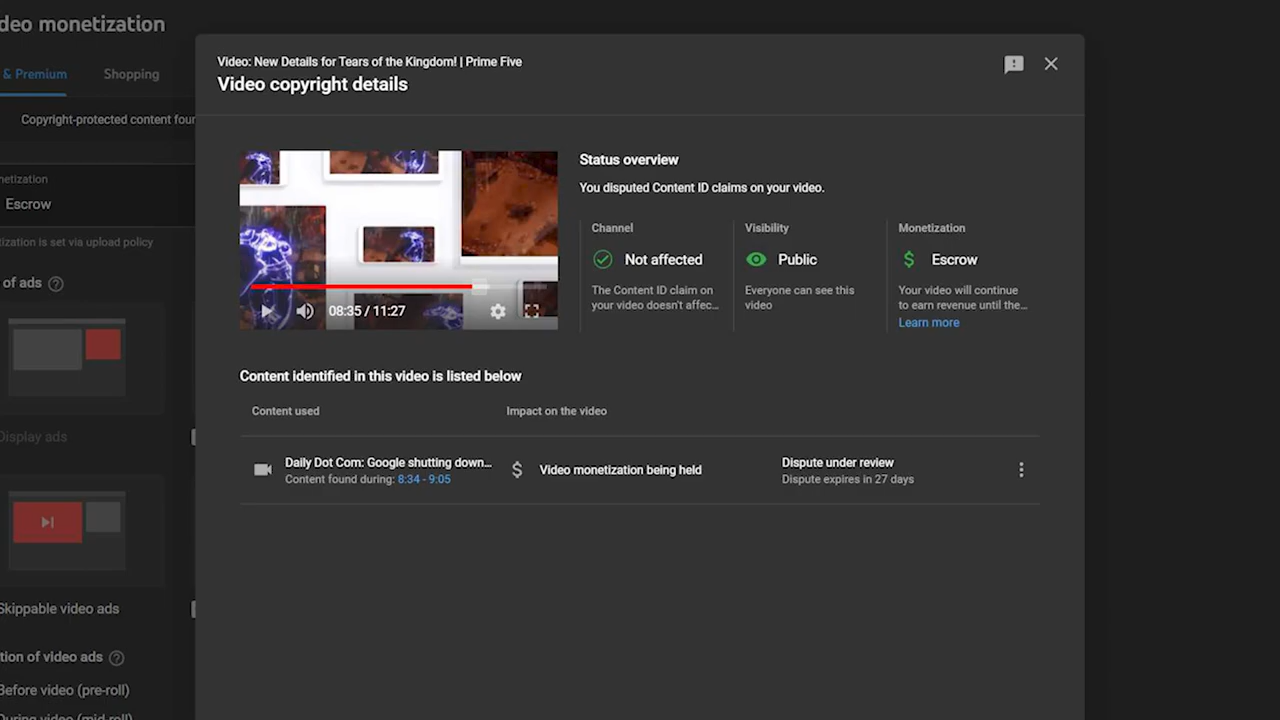 deo monetization
& Premium
Shopping
Copyright-protected content four
netization
Escrow
tization is set via upload policy
of ads
Display ads
Skippable video ads
tion of video ads
Before video (pre-roll)
During video (mid-roll)
Video: New Details for Tears of the Kingdom! | Prime Five
Video copyright details
08:35 / 11:27
Status overview
You disputed Content ID claims on your video.
Channel
Not affected
The Content ID claim on
your video doesn't affec...
Visibility
Public
Everyone can see this
video
Monetization
Escrow
Your video will continue
to earn revenue until the...
Learn more
Content identified in this video is listed below
Content used
Impact on the video
Daily Dot Com: Google shutting down...
Content found during: 8:34 - 9:05
Video monetization being held
Dispute under review
Dispute expires in 27 days